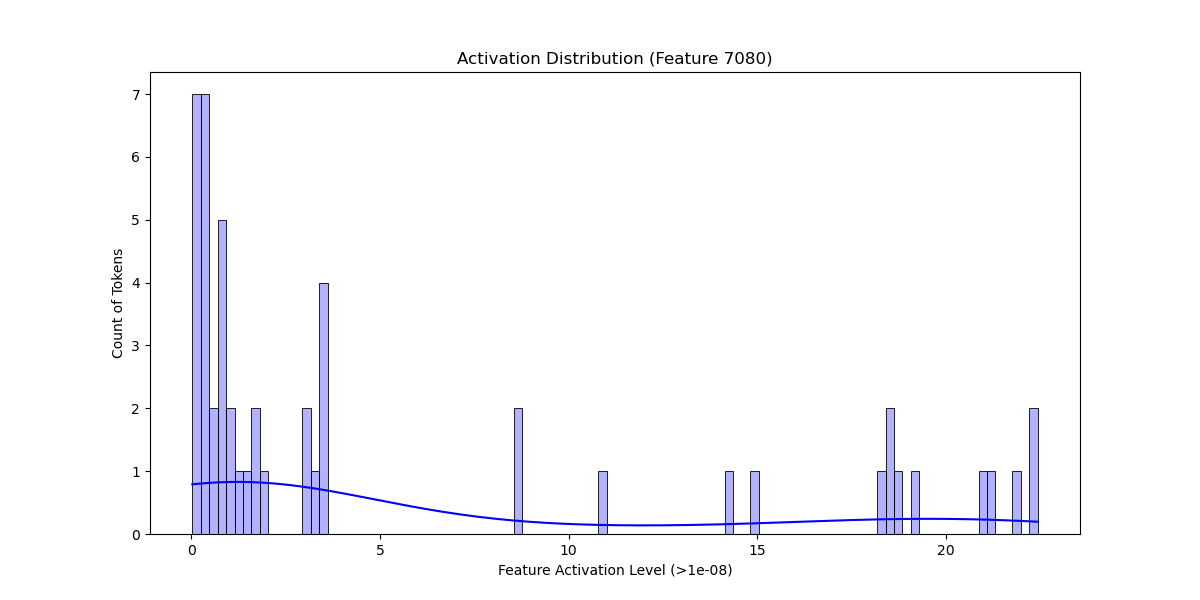 Activation Distribution (Feature 7080)
7
6
5
4
3
2
1
0
Count of Tokens
0 5 10 15 20
Feature Activation Level (>1e-08)